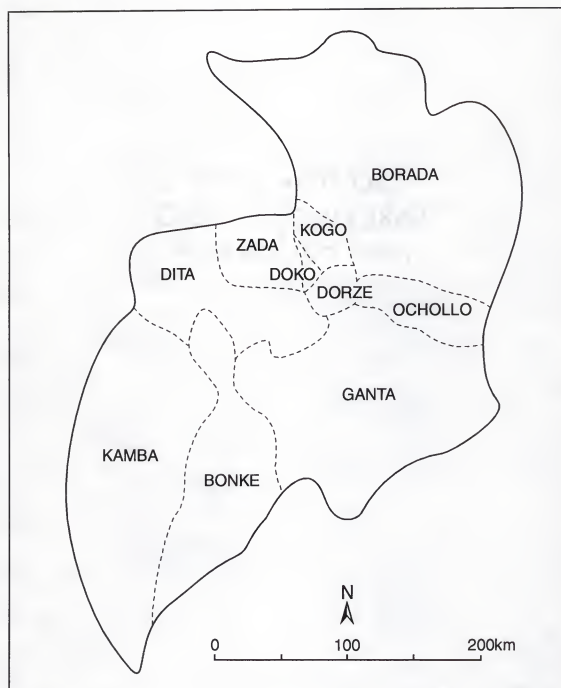 BORADA
KOGO
ZADA
DITA
DOKO
DORZE
OCHOLLO
GANTA
KAMBA
BONKE
N
0 100 200km